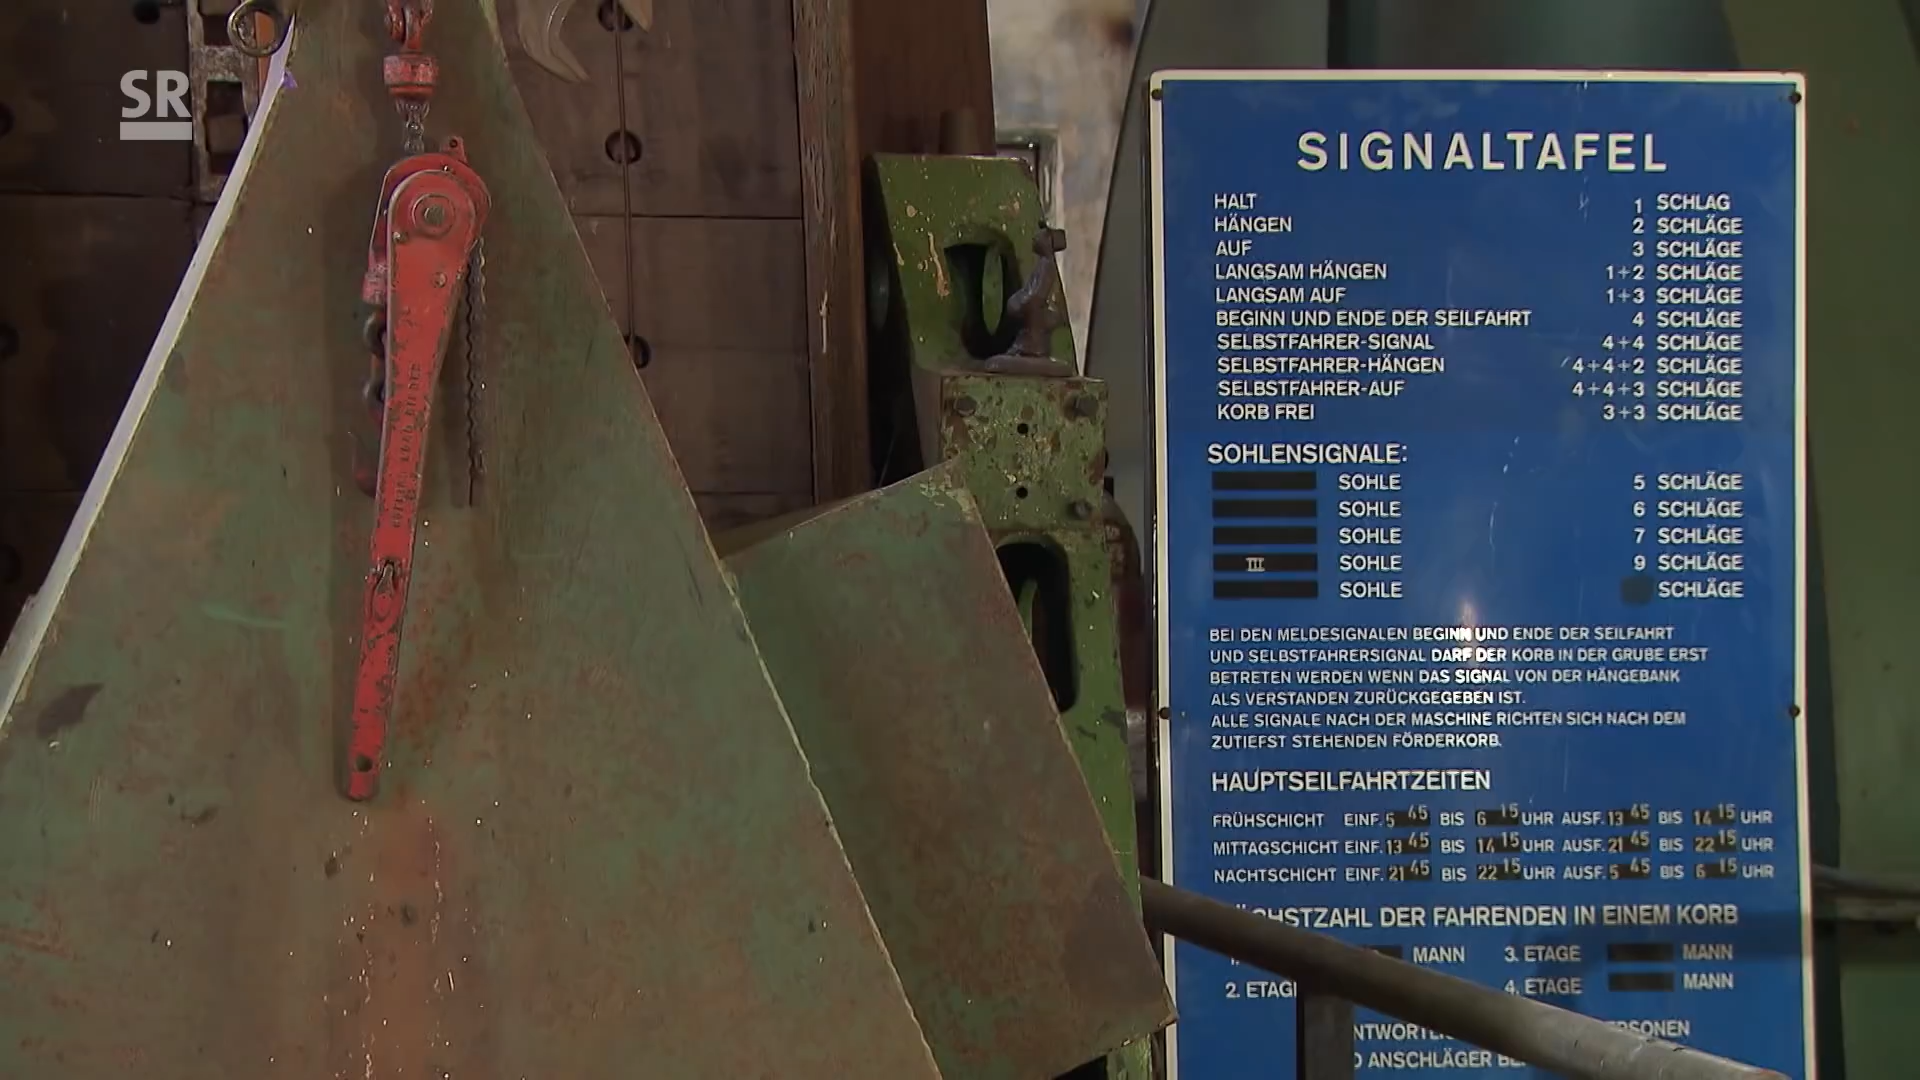 SR
SIGNALTAFEL
HALT 1 SCHLAG
HÄNGEN 2 SCHLÄGE
AUF 3 SCHLÄGE
LANGSAM HÄNGEN 1+2 SCHLÄGE
LANGSAM AUF 1+3 SCHLÄGE
BEGINN UND ENDE DER SEILFAHRT 4 SCHLÄGE
SELBSTFAHRER-SIGNAL 4+4 SCHLÄGE
SELBSTFAHRER-HÄNGEN 4+4+2 SCHLÄGE
SELBSTFAHRER-AUF 4+4+3 SCHLÄGE
KORB FREI 3+3 SCHLÄGE
SOHLENSIGNALE:
SOHLE 5 SCHLÄGE
SOHLE 6 SCHLÄGE
SOHLE 7 SCHLÄGE
III SOHLE 9 SCHLÄGE
SOHLE SCHLÄGE
BEI DEN MELDESIGNALEN BEGINN UND ENDE DER SEILFAHRT
UND SELBSTFAHRERSIGNAL DARF DER KORB IN DER GRUBE ERST
BETRETEN WERDEN WENN DAS SIGNAL VON DER HÄNGEBANK
ALS VERSTANDEN ZURÜCKGEGEBEN IST.
ALLE SIGNALE NACH DER MASCHINE RICHTEN SICH NACH DEM
ZUTIEFST STEHENDEN FÖRDERKORB.
HAUPTSEILFAHRTZEITEN
FRÜHSCHICHT EINF. 5 45 BIS 6 15 UHR AUSF. 13 45 BIS 14 15 UHR
MITTAGSCHICHT EINF. 13 45 BIS 14 15 UHR AUSF. 21 45 BIS 22 15 UHR
NACHTSCHICHT EINF. 21 45 BIS 22 15 UHR AUSF. 5 45 BIS 6 15 UHR
CHSTZAHL DER FAHRENDEN IN EINEM KORB
MANN 3. ETAGE MANN
2. ETAG 4. ETAGE MANN
NTWORTL ERSONEN
ANSCHLÄGER BE